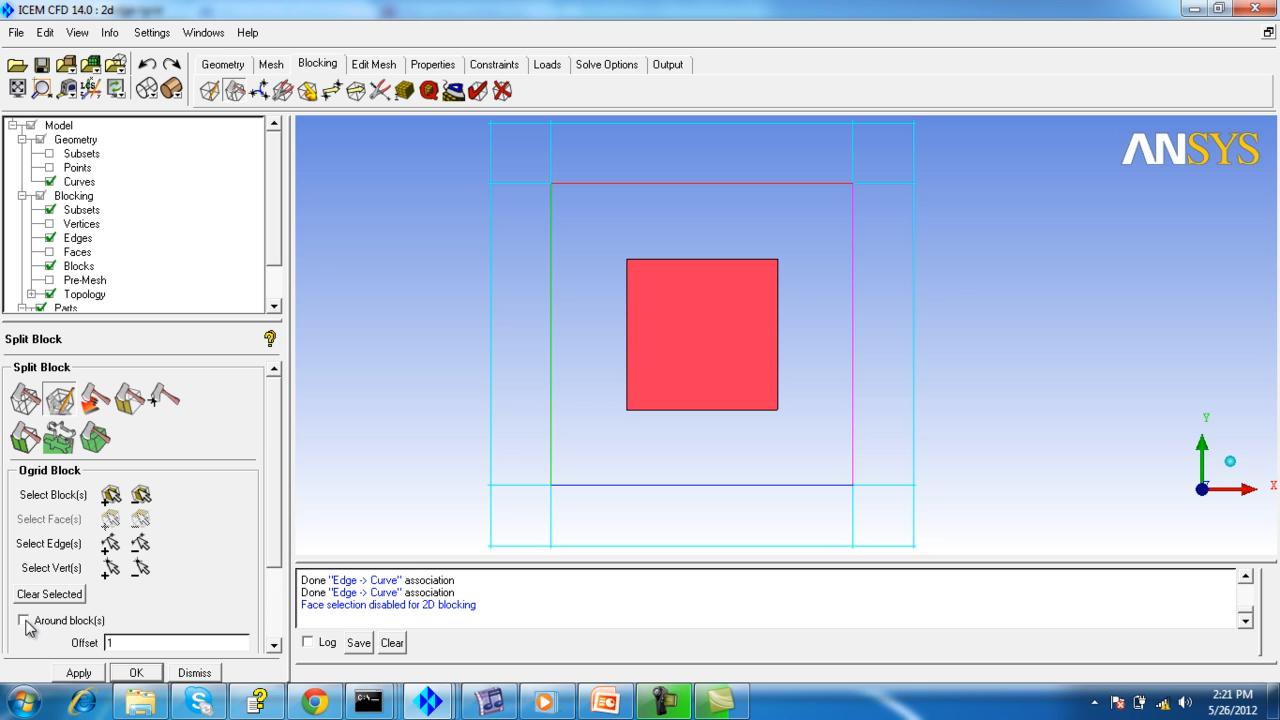 ICEM CFD 14.0 : 2d
File Edit View Info Settings Windows Help
Geometry Mesh Blocking Edit Mesh Properties Constraints Loads Solve Options Output
LCS
Model
Geometry
Subsets
Points
Curves
Blocking
Subsets
Vertices
Edges
Faces
Blocks
Pre-Mesh
Topology
Parts
Split Block
Split Block
Ogrid Block
Select Block(s)
Select Face(s)
Select Edge(s)
Select Vert(s)
Clear Selected
Around block(s)
Offset 1
Apply OK Dismiss
ANSYS
Y
X
Done "Edge -> Curve" association
Done "Edge -> Curve" association
Face selection disabled for 2D blocking
Log Save Clear
2:21 PM
5/26/2012